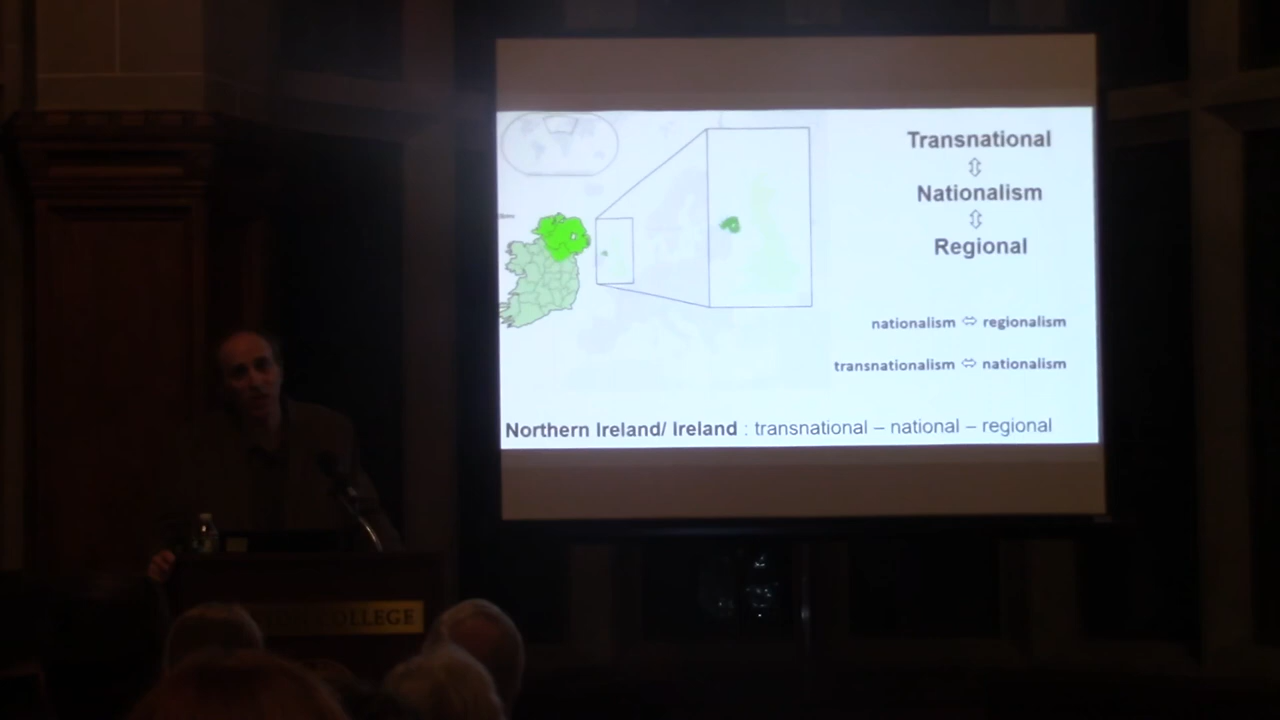 Transnational
⇕
Nationalism
⇕
Regional
nationalism ⇔ regionalism
transnationalism ⇔ nationalism
Northern Ireland/ Ireland : transnational – national – regional
COLLEGE